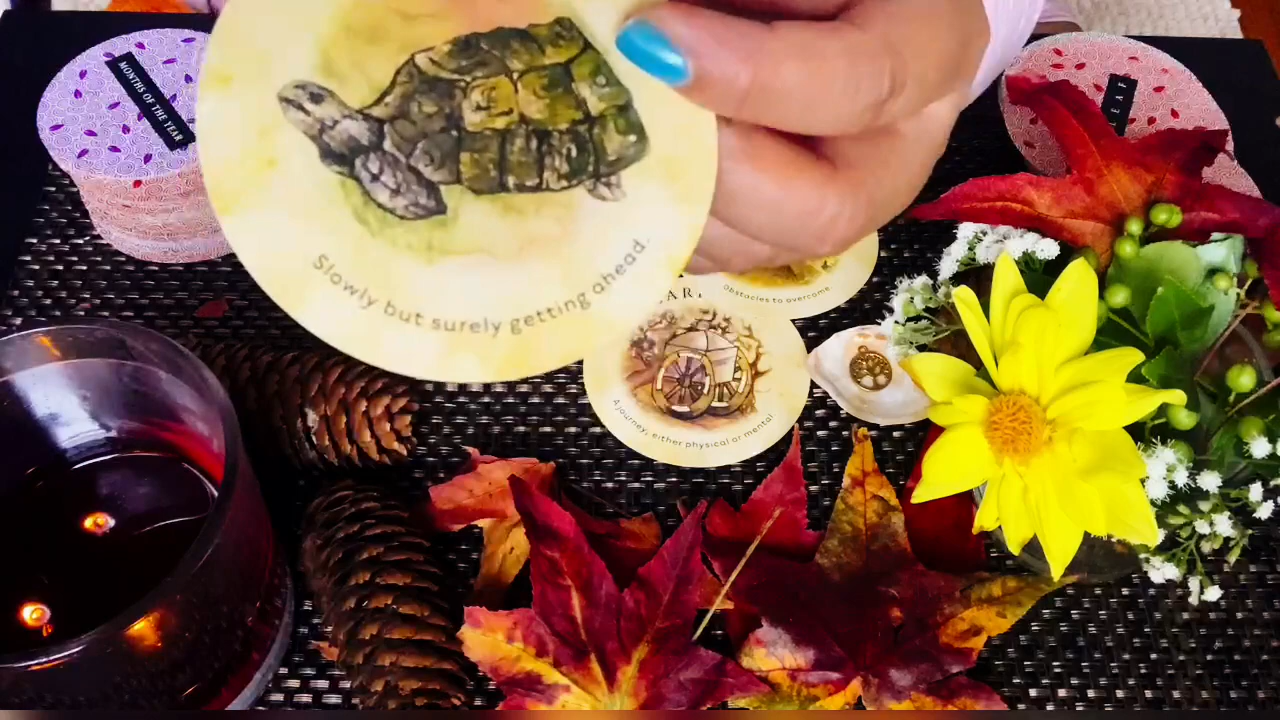 MONTHS OF THE YEAR
Slowly but surely getting ahead.
Obstacles to overcome
A journey, either physical or mental.